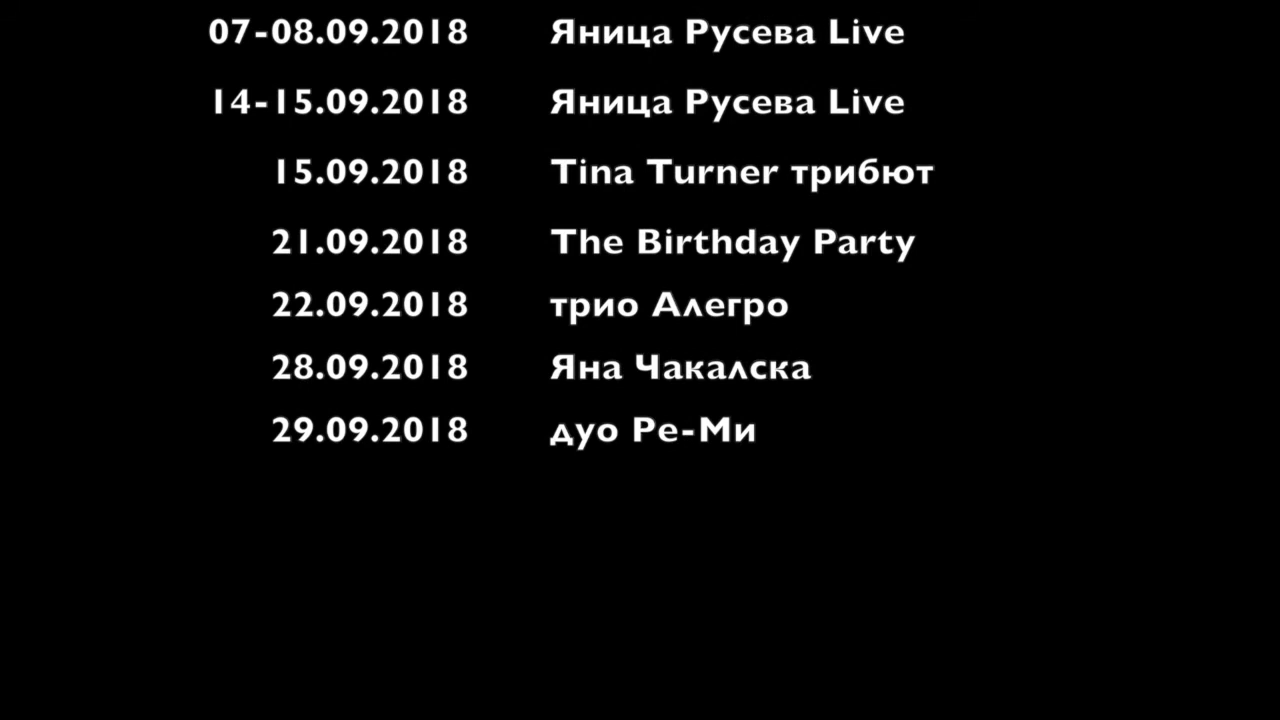 07-08.09.2018 Яница Русева Live
14-15.09.2018 Яница Русева Live
15.09.2018 Tina Turner трибют
21.09.2018 The Birthday Party
22.09.2018 трио Алегро
28.09.2018 Яна Чакалска
29.09.2018 дуо Ре-Ми